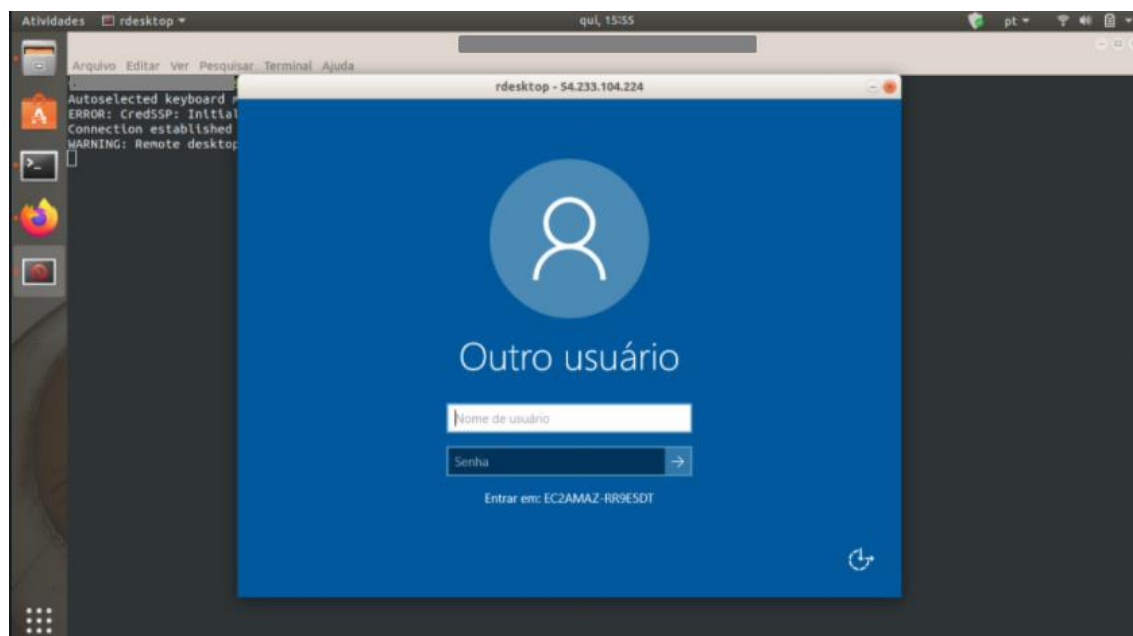 Atividades rdesktop qui, 15:55 pt
Arquivo Editar Ver Pesquisar Terminal Ajuda
rdesktop - 54.233.104.224
Autoselected keyboard
ERROR: CredSSP: Initial
Connection established
WARNING: Remote desktop
Outro usuário
Nome de usuário
Senha
Entrar em: EC2AMAZ-RR9E5DT